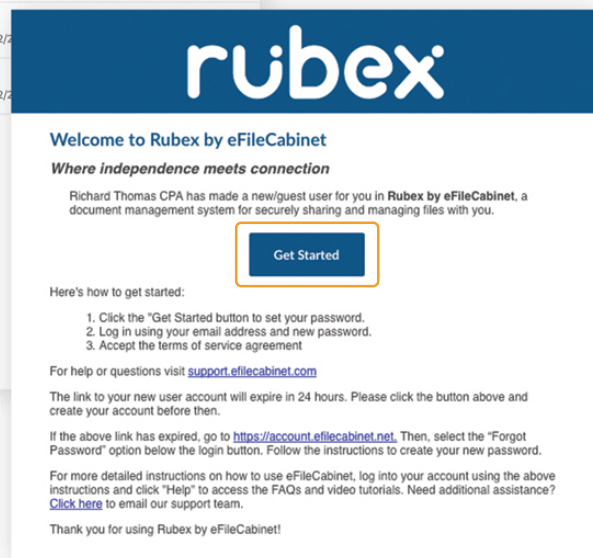 2/2
rubex
2/2
Welcome to Rubex by eFileCabinet
Where independence meets connection
Richard Thomas CPA has made a new/guest user for you in Rubex by eFileCabinet, a
document management system for securely sharing and managing files with you.
Get Started
Here's how to get started:
1. Click the "Get Started button to set your password.
2. Log in using your email address and new password.
3. Accept the terms of service agreement
For help or questions visit support.efilecabinet.com
The link to your new user account will expire in 24 hours. Please click the button above and
create your account before then.
If the above link has expired, go to https://account.efilecabinet.net. Then, select the “Forgot
Password” option below the login button. Follow the instructions to create your new password.
For more detailed instructions on how to use eFileCabinet, log into your account using the above
instructions and click "Help" to access the FAQs and video tutorials. Need additional assistance?
Click here to email our support team.
Thank you for using Rubex by eFileCabinet!